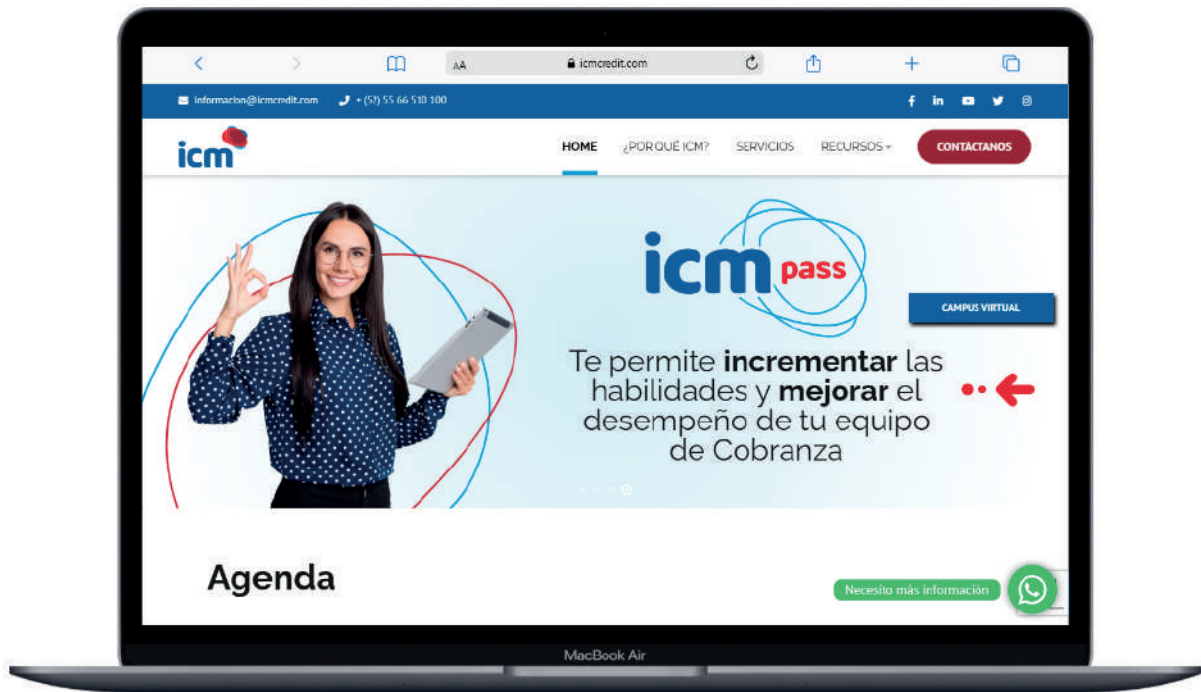 AA icmcredit.com
informacion@icmcredit.com + (52) 55 66 510 100
icm
HOME ¿POR QUÉ ICM? SERVICIOS RECURSOS CONTÁCTANOS
icm pass
CAMPUS VIRTUAL
Te permite incrementar las
habilidades y mejorar el
desempeño de tu equipo
de Cobranza
Agenda
Necesito más información
MacBook Air